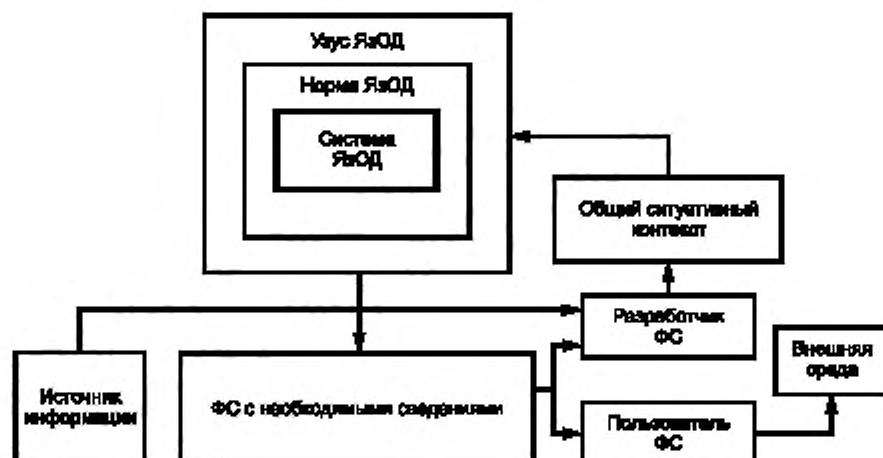 Узус ЯзОД
Норма ЯзОД
Система
ЯзОД
Общий ситуативный
контекст
Разработчик
ФС
Внешняя
среда
Источник
информации
ФС с необходимыми сведениями
Пользователь
ФС